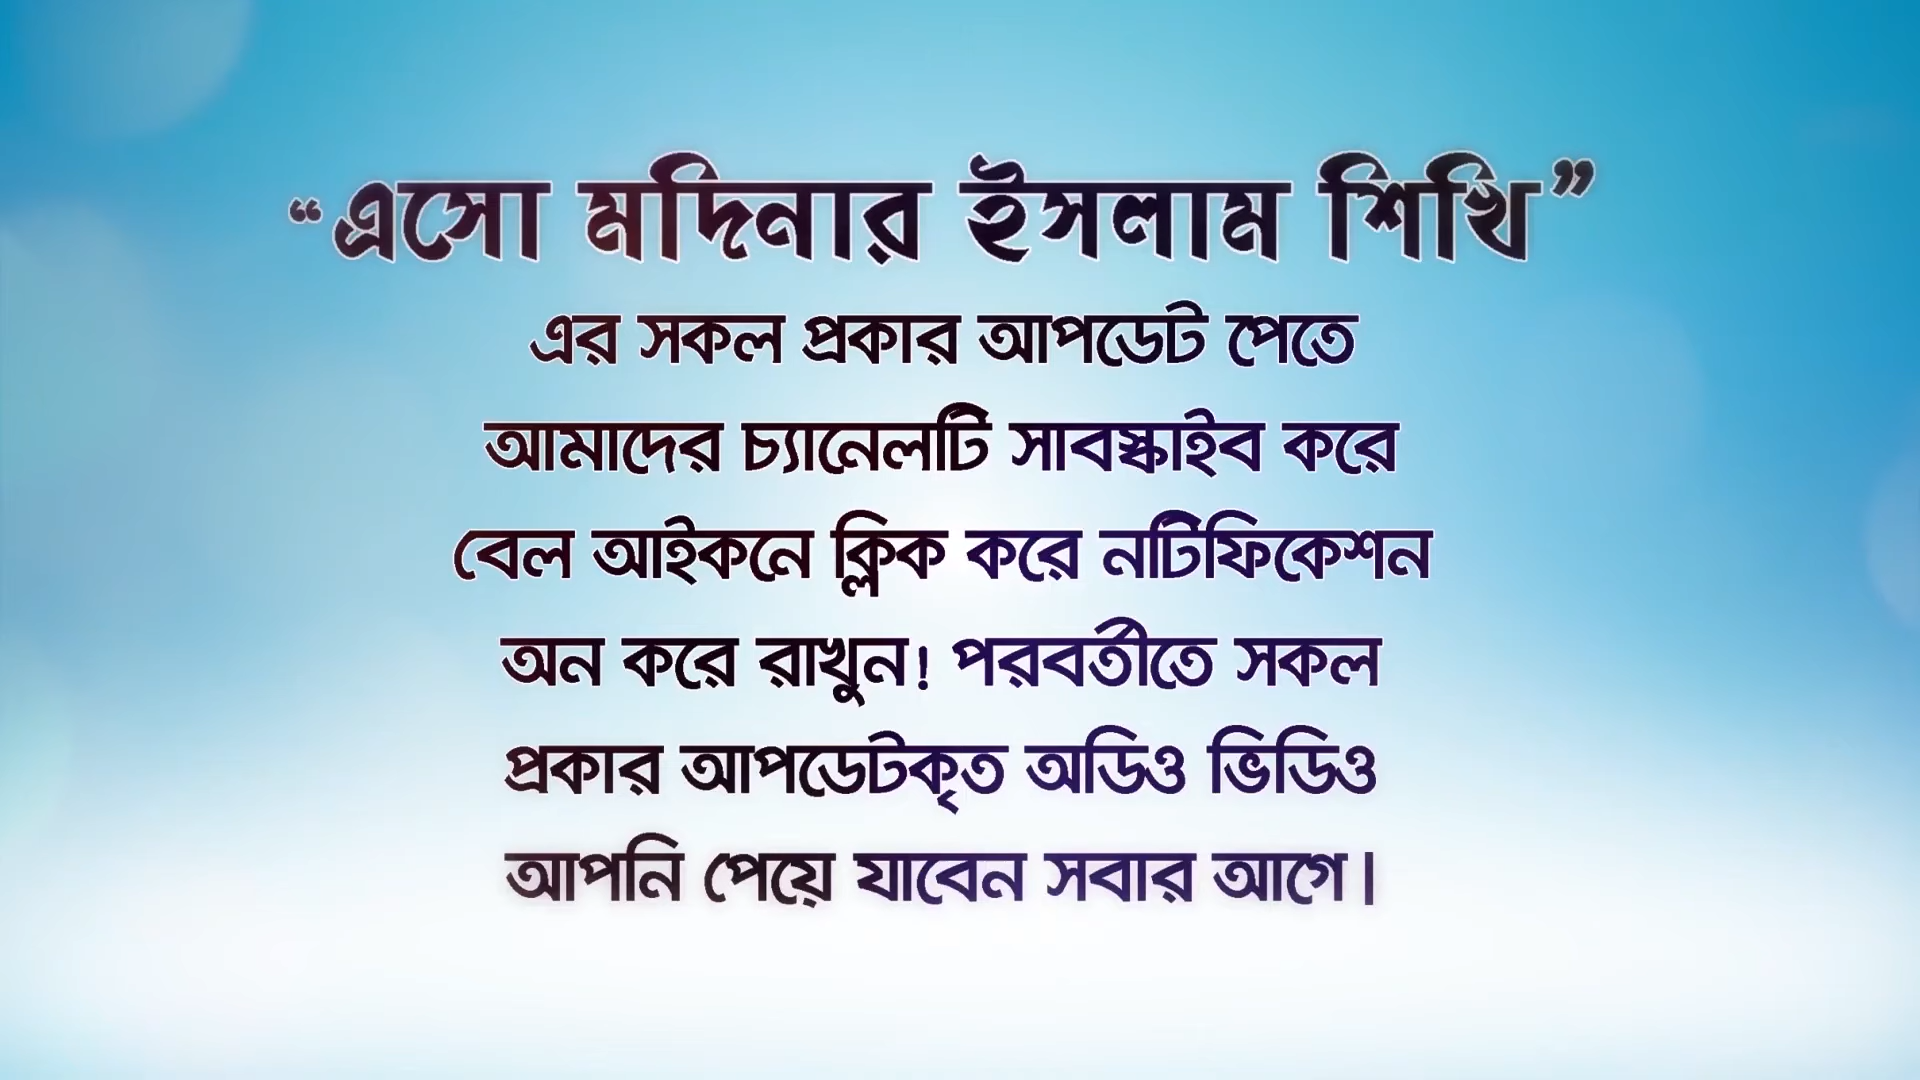 “এসো মদিনার ইসলাম শিখি”
এর সকল প্রকার আপডেট পেতে
আমাদের চ্যানেলটি সাবস্ক্রাইব করে
বেল আইকনে ক্লিক করে নটিফিকেশন
অন করে রাখুন! পরবর্তীতে সকল
প্রকার আপডেটকৃত অডিও ভিডিও
আপনি পেয়ে যাবেন সবার আগে।